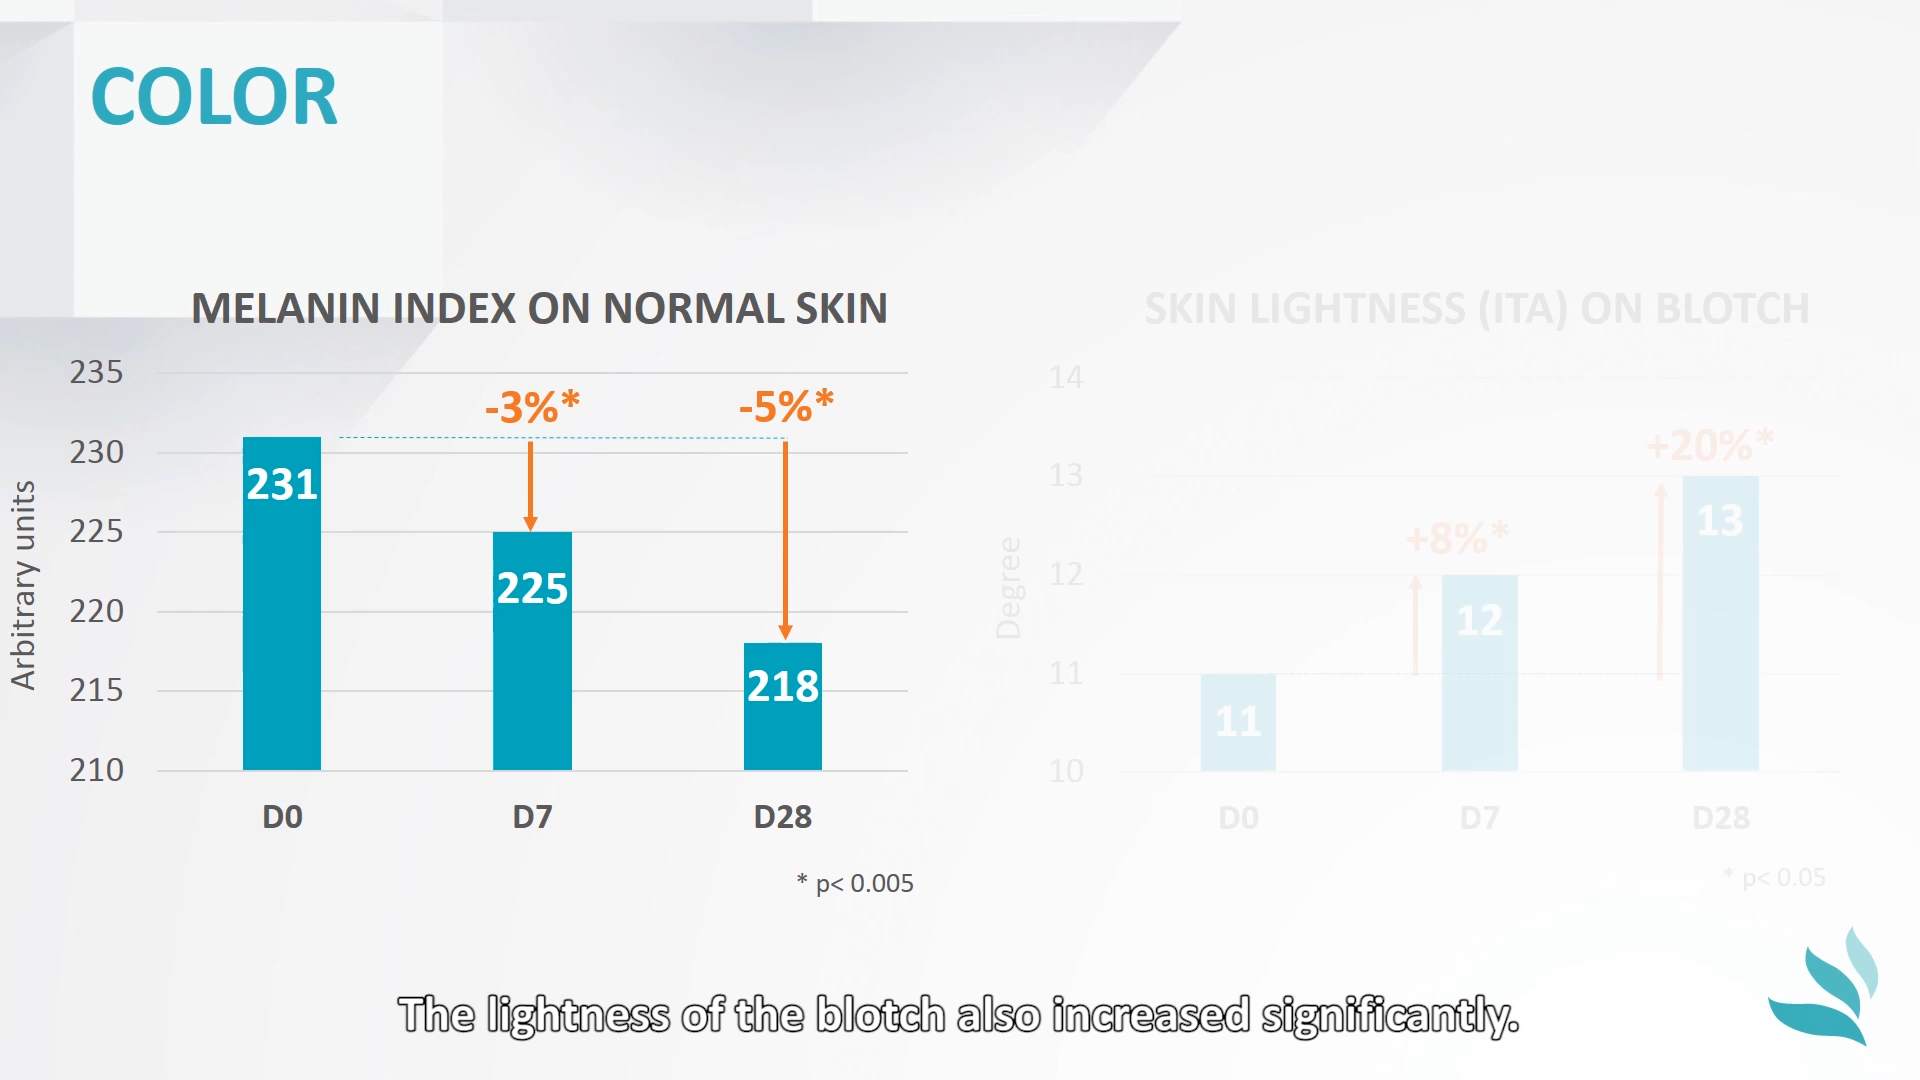 COLOR
MELANIN INDEX ON NORMAL SKIN
Arbitrary units
235
230
225
220
215
210
-3%*
-5%*
231
225
218
D0
D7
D28
* p< 0.005
SKIN LIGHTNESS (ITA) ON BLOTCH
Degree
14
13
12
11
10
+8%*
+20%*
11
12
13
D0
D7
D28
* p< 0.05
The lightness of the blotch also increased significantly.